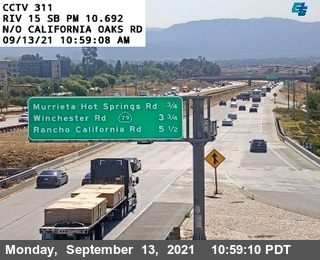 CCTV 311
RIV 15 SB PM 10.692
N/O CALIFORNIA OAKS RD
09/13/21 10:59:08 AM
Murrieta Hot Springs Rd 3/4
Winchester Rd 79 3 3/4
Rancho California Rd 5 1/2
Monday, September 13, 2021 10:59:10 PDT